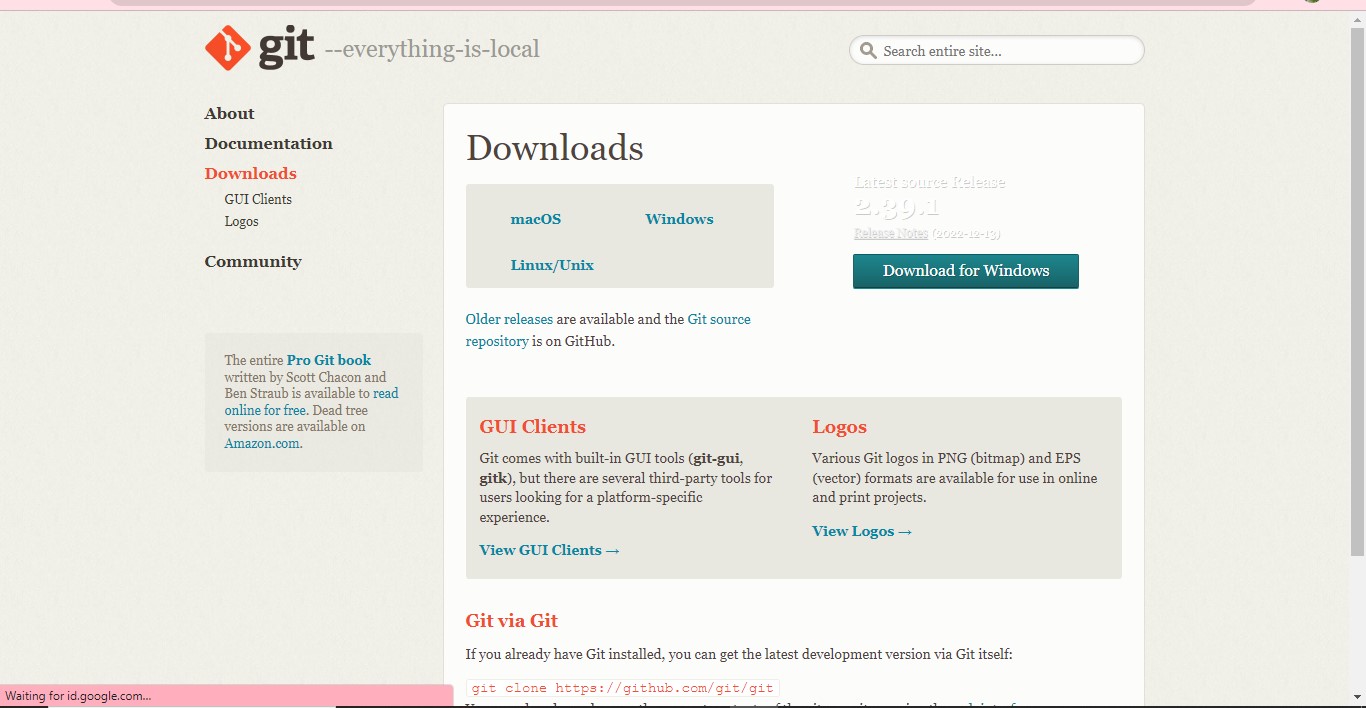 git --everything-is-local
Search entire site...
About
Documentation
Downloads
GUI Clients
Logos
Community
The entire Pro Git book
written by Scott Chacon and
Ben Straub is available to read
online for free. Dead tree
versions are available on
Amazon.com.
Downloads
macOS Windows
Linux/Unix
Older releases are available and the Git source
repository is on GitHub.
Latest source Release
2.39.1
Release Notes (2022-12-13)
Download for Windows
GUI Clients
Git comes with built-in GUI tools (git-gui,
gitk), but there are several third-party tools for
users looking for a platform-specific
experience.
View GUI Clients →
Logos
Various Git logos in PNG (bitmap) and EPS
(vector) formats are available for use in online
and print projects.
View Logos →
Git via Git
If you already have Git installed, you can get the latest development version via Git itself:
git clone https://github.com/git/git
Waiting for id.google.com...